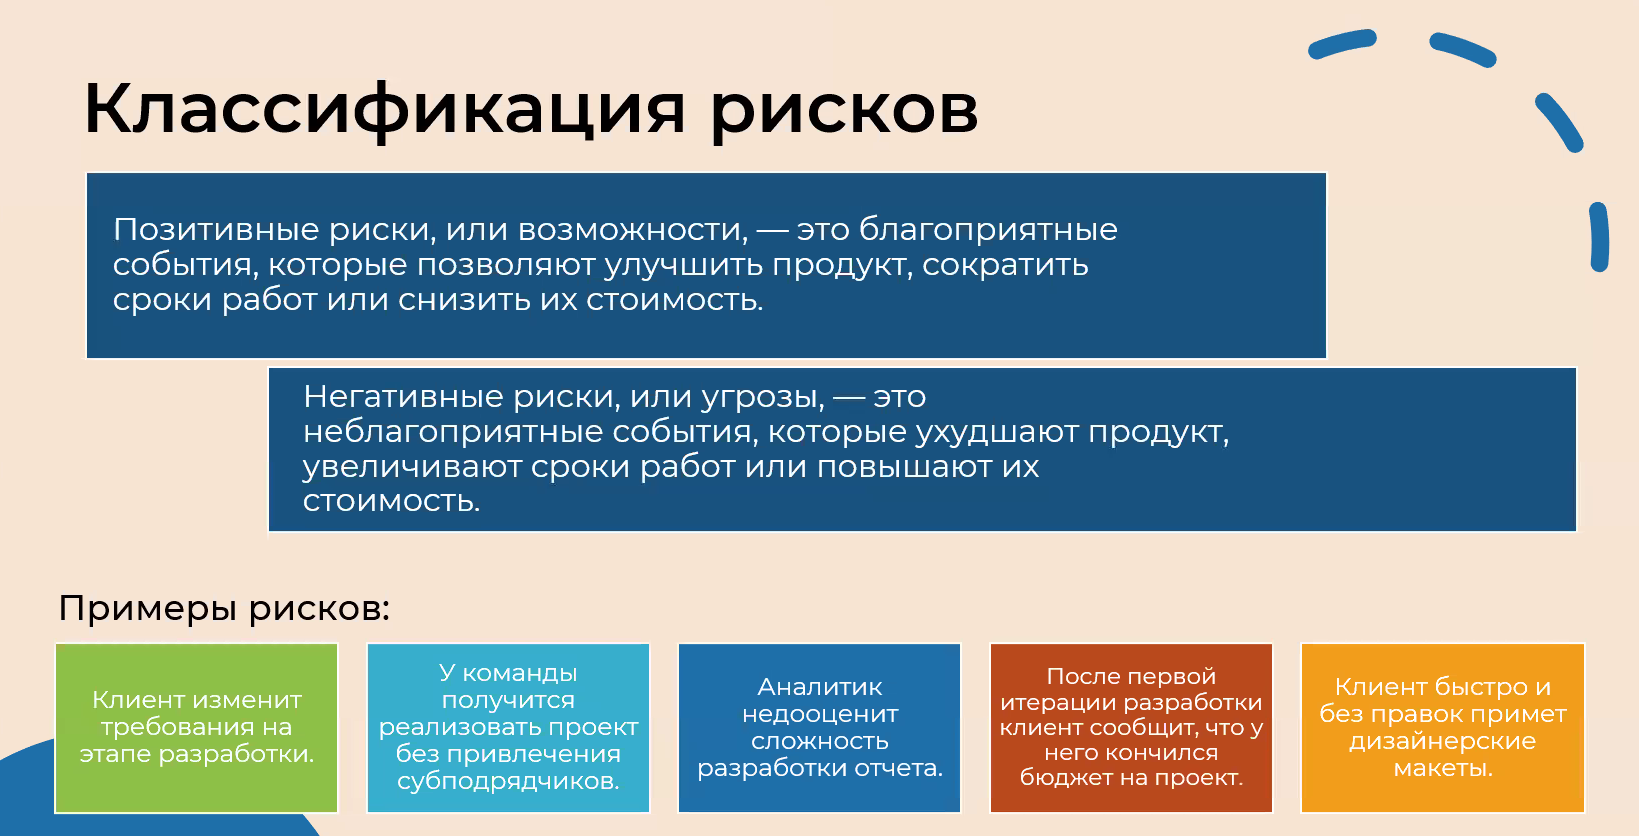 Классификация рисков
Позитивные риски, или возможности, — это благоприятные
события, которые позволяют улучшить продукт, сократить
сроки работ или снизить их стоимость.
Негативные риски, или угрозы, — это
неблагоприятные события, которые ухудшают продукт,
увеличивают сроки работ или повышают их
стоимость.
Примеры рисков:
Клиент изменит
требования на
этапе разработки.
У команды
получится
реализовать проект
без привлечения
субподрядчиков.
Аналитик
недооценит
сложность
разработки отчета.
После первой
итерации разработки
клиент сообщит, что у
него кончился
бюджет на проект.
Клиент быстро и
без правок примет
дизайнерские
макеты.